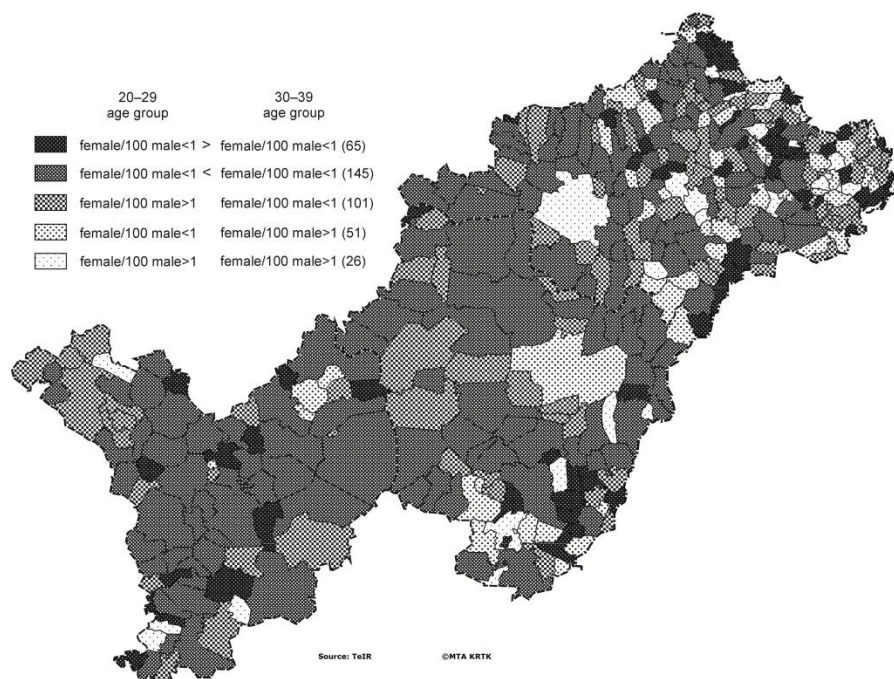 20–29 30–39
age group age group
female/100 male<1 > female/100 male<1 (65)
female/100 male<1 < female/100 male<1 (145)
female/100 male>1 female/100 male<1 (101)
female/100 male<1 female/100 male>1 (51)
female/100 male>1 female/100 male>1 (26)
Source: TeIR ©MTA KRTK